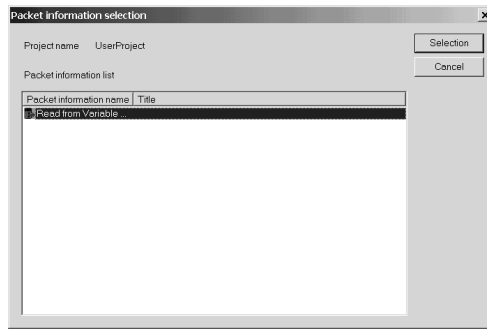 Packet information selection
Project name UserProject
Selection
Cancel
Packet information list
Packet information name Title
Read from Variable ...